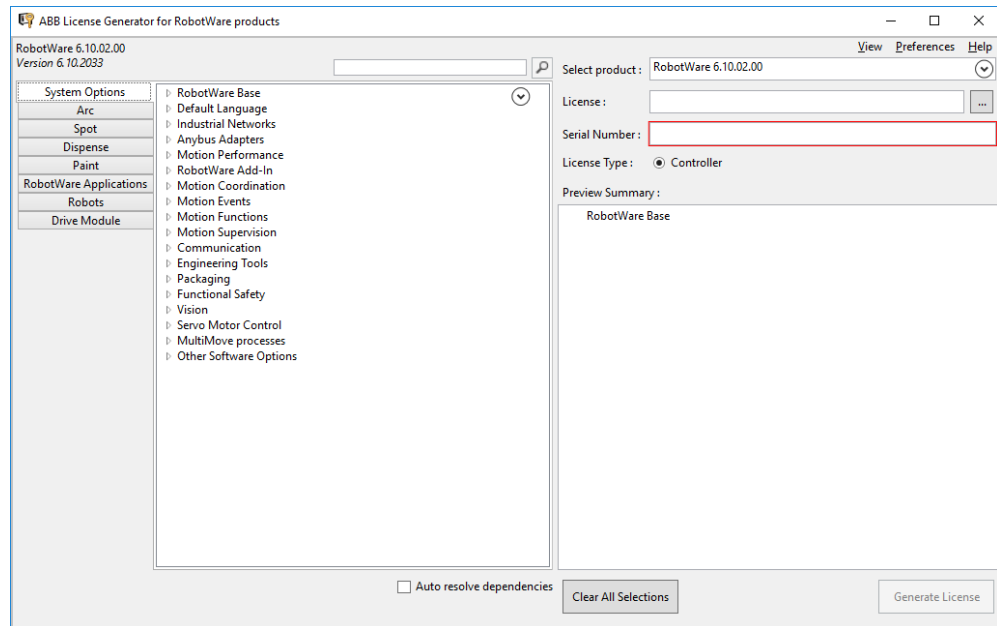 ABB License Generator for RobotWare products
RobotWare 6.10.02.00
Version 6.10.2033
View Preferences Help
System Options
Arc
Spot
Dispense
Paint
RobotWare Applications
Robots
Drive Module
RobotWare Base
Default Language
Industrial Networks
Anybus Adapters
Motion Performance
RobotWare Add-In
Motion Coordination
Motion Events
Motion Functions
Motion Supervision
Communication
Engineering Tools
Packaging
Functional Safety
Vision
Servo Motor Control
MultiMove processes
Other Software Options
Auto resolve dependencies
Select product : RobotWare 6.10.02.00
License : ...
Serial Number :
License Type : Controller
Preview Summary :
RobotWare Base
Clear All Selections
Generate License